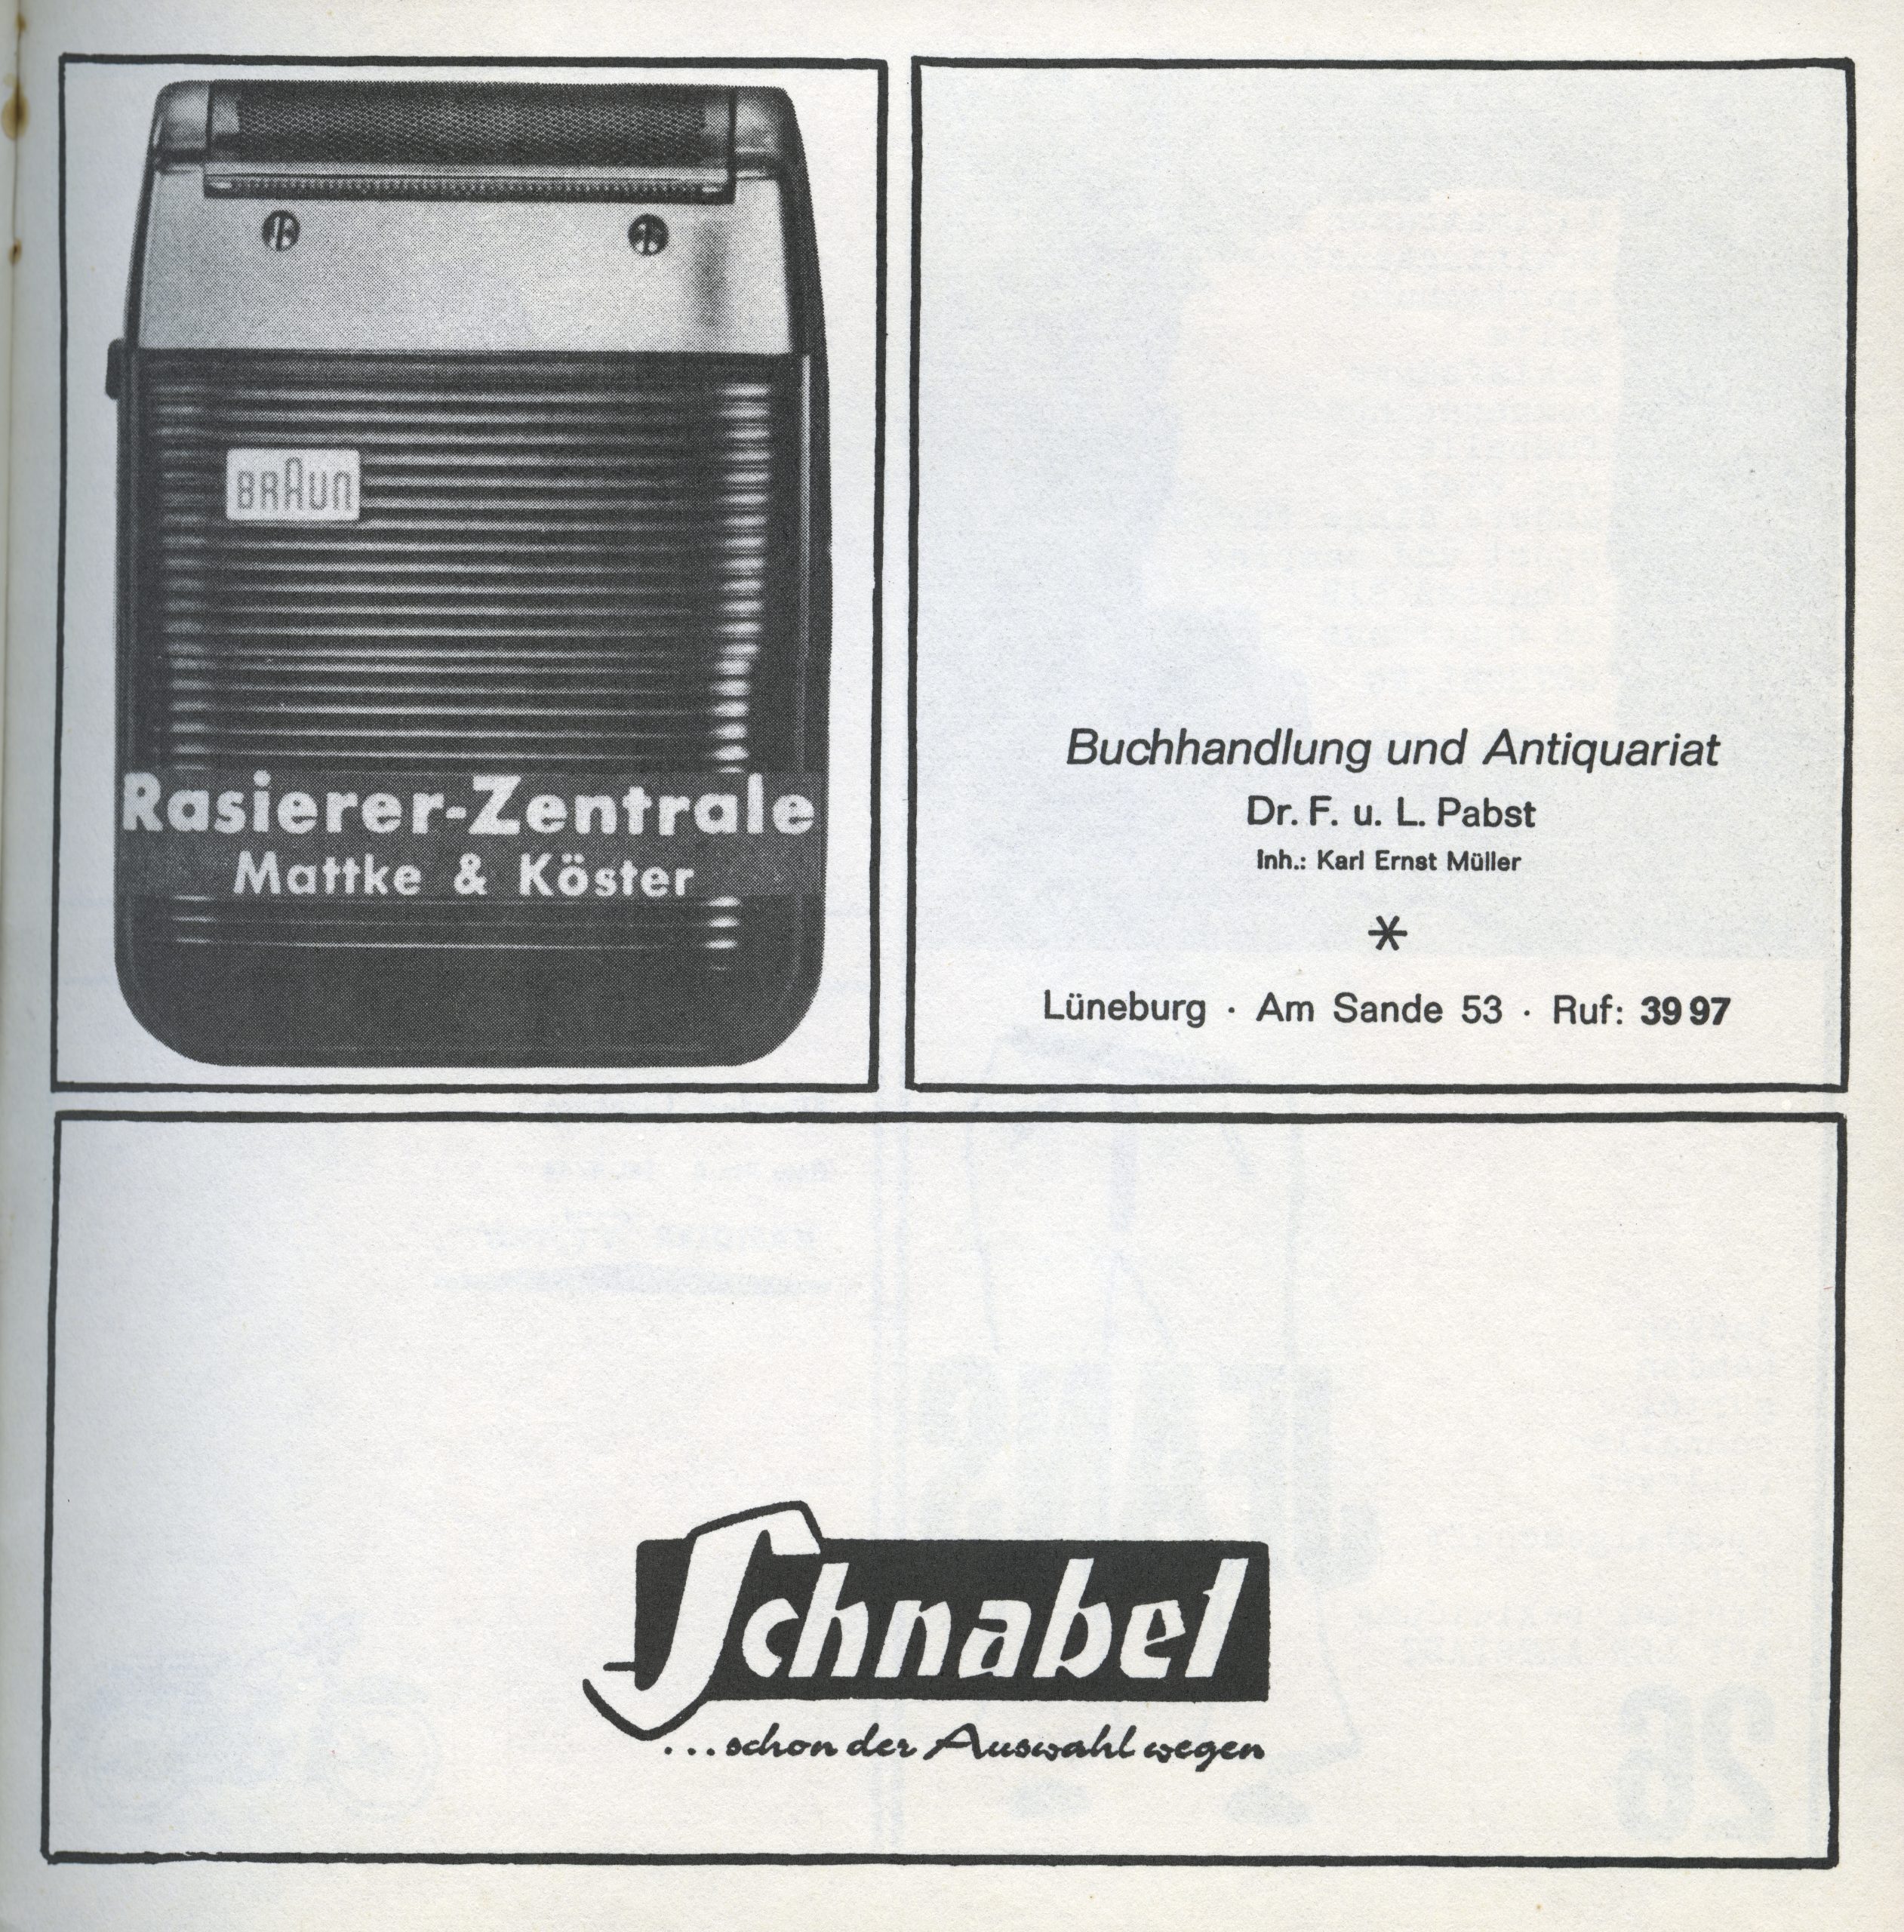 BRAUN
Rasierer-Zentrale
Mattke & Köster
Buchhandlung und Antiquariat
Dr. F. u. L. Pabst
Inh.: Karl Ernst Müller
*
Lüneburg · Am Sande 53 · Ruf: 39 97
Schnabel
...schon der Auswahl wegen